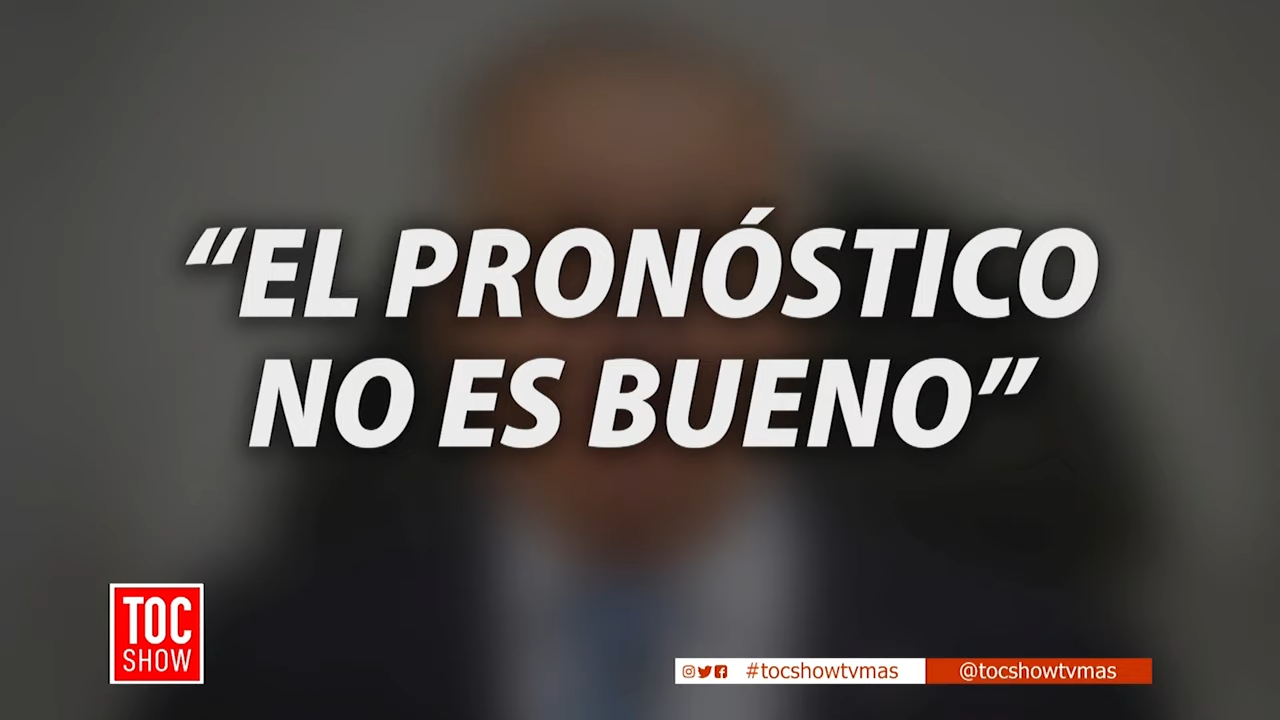 “EL PRONÓSTICO
NO ES BUENO”
TOC
SHOW
#tocshowtvmas
@tocshowtvmas